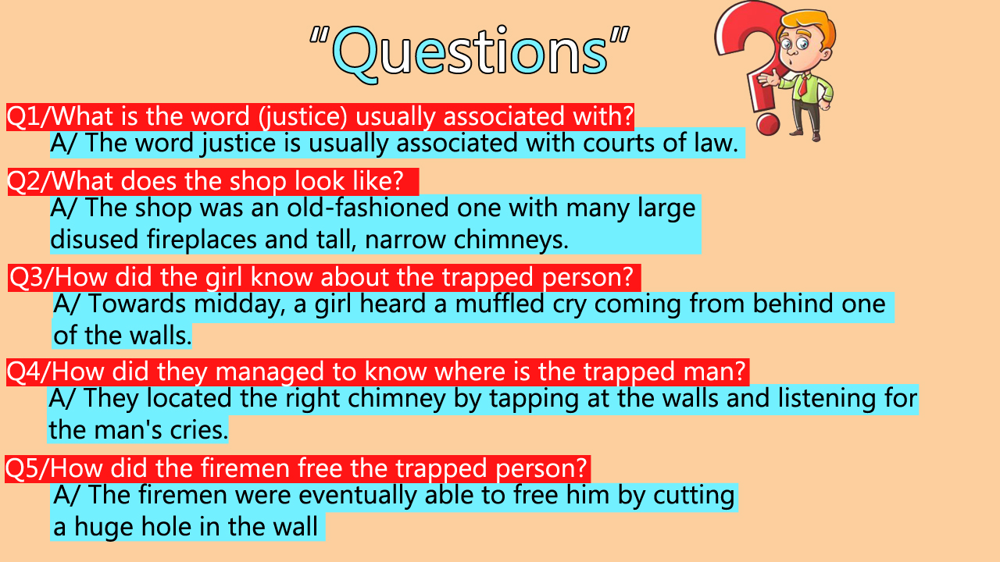 "Questions"
Q1/What is the word (justice) usually associated with?
A/ The word justice is usually associated with courts of law.
Q2/What does the shop look like?
A/ The shop was an old-fashioned one with many large
disused fireplaces and tall, narrow chimneys.
Q3/How did the girl know about the trapped person?
A/ Towards midday, a girl heard a muffled cry coming from behind one
of the walls.
Q4/How did they managed to know where is the trapped man?
A/ They located the right chimney by tapping at the walls and listening for
the man's cries.
Q5/How did the firemen free the trapped person?
A/ The firemen were eventually able to free him by cutting
a huge hole in the wall